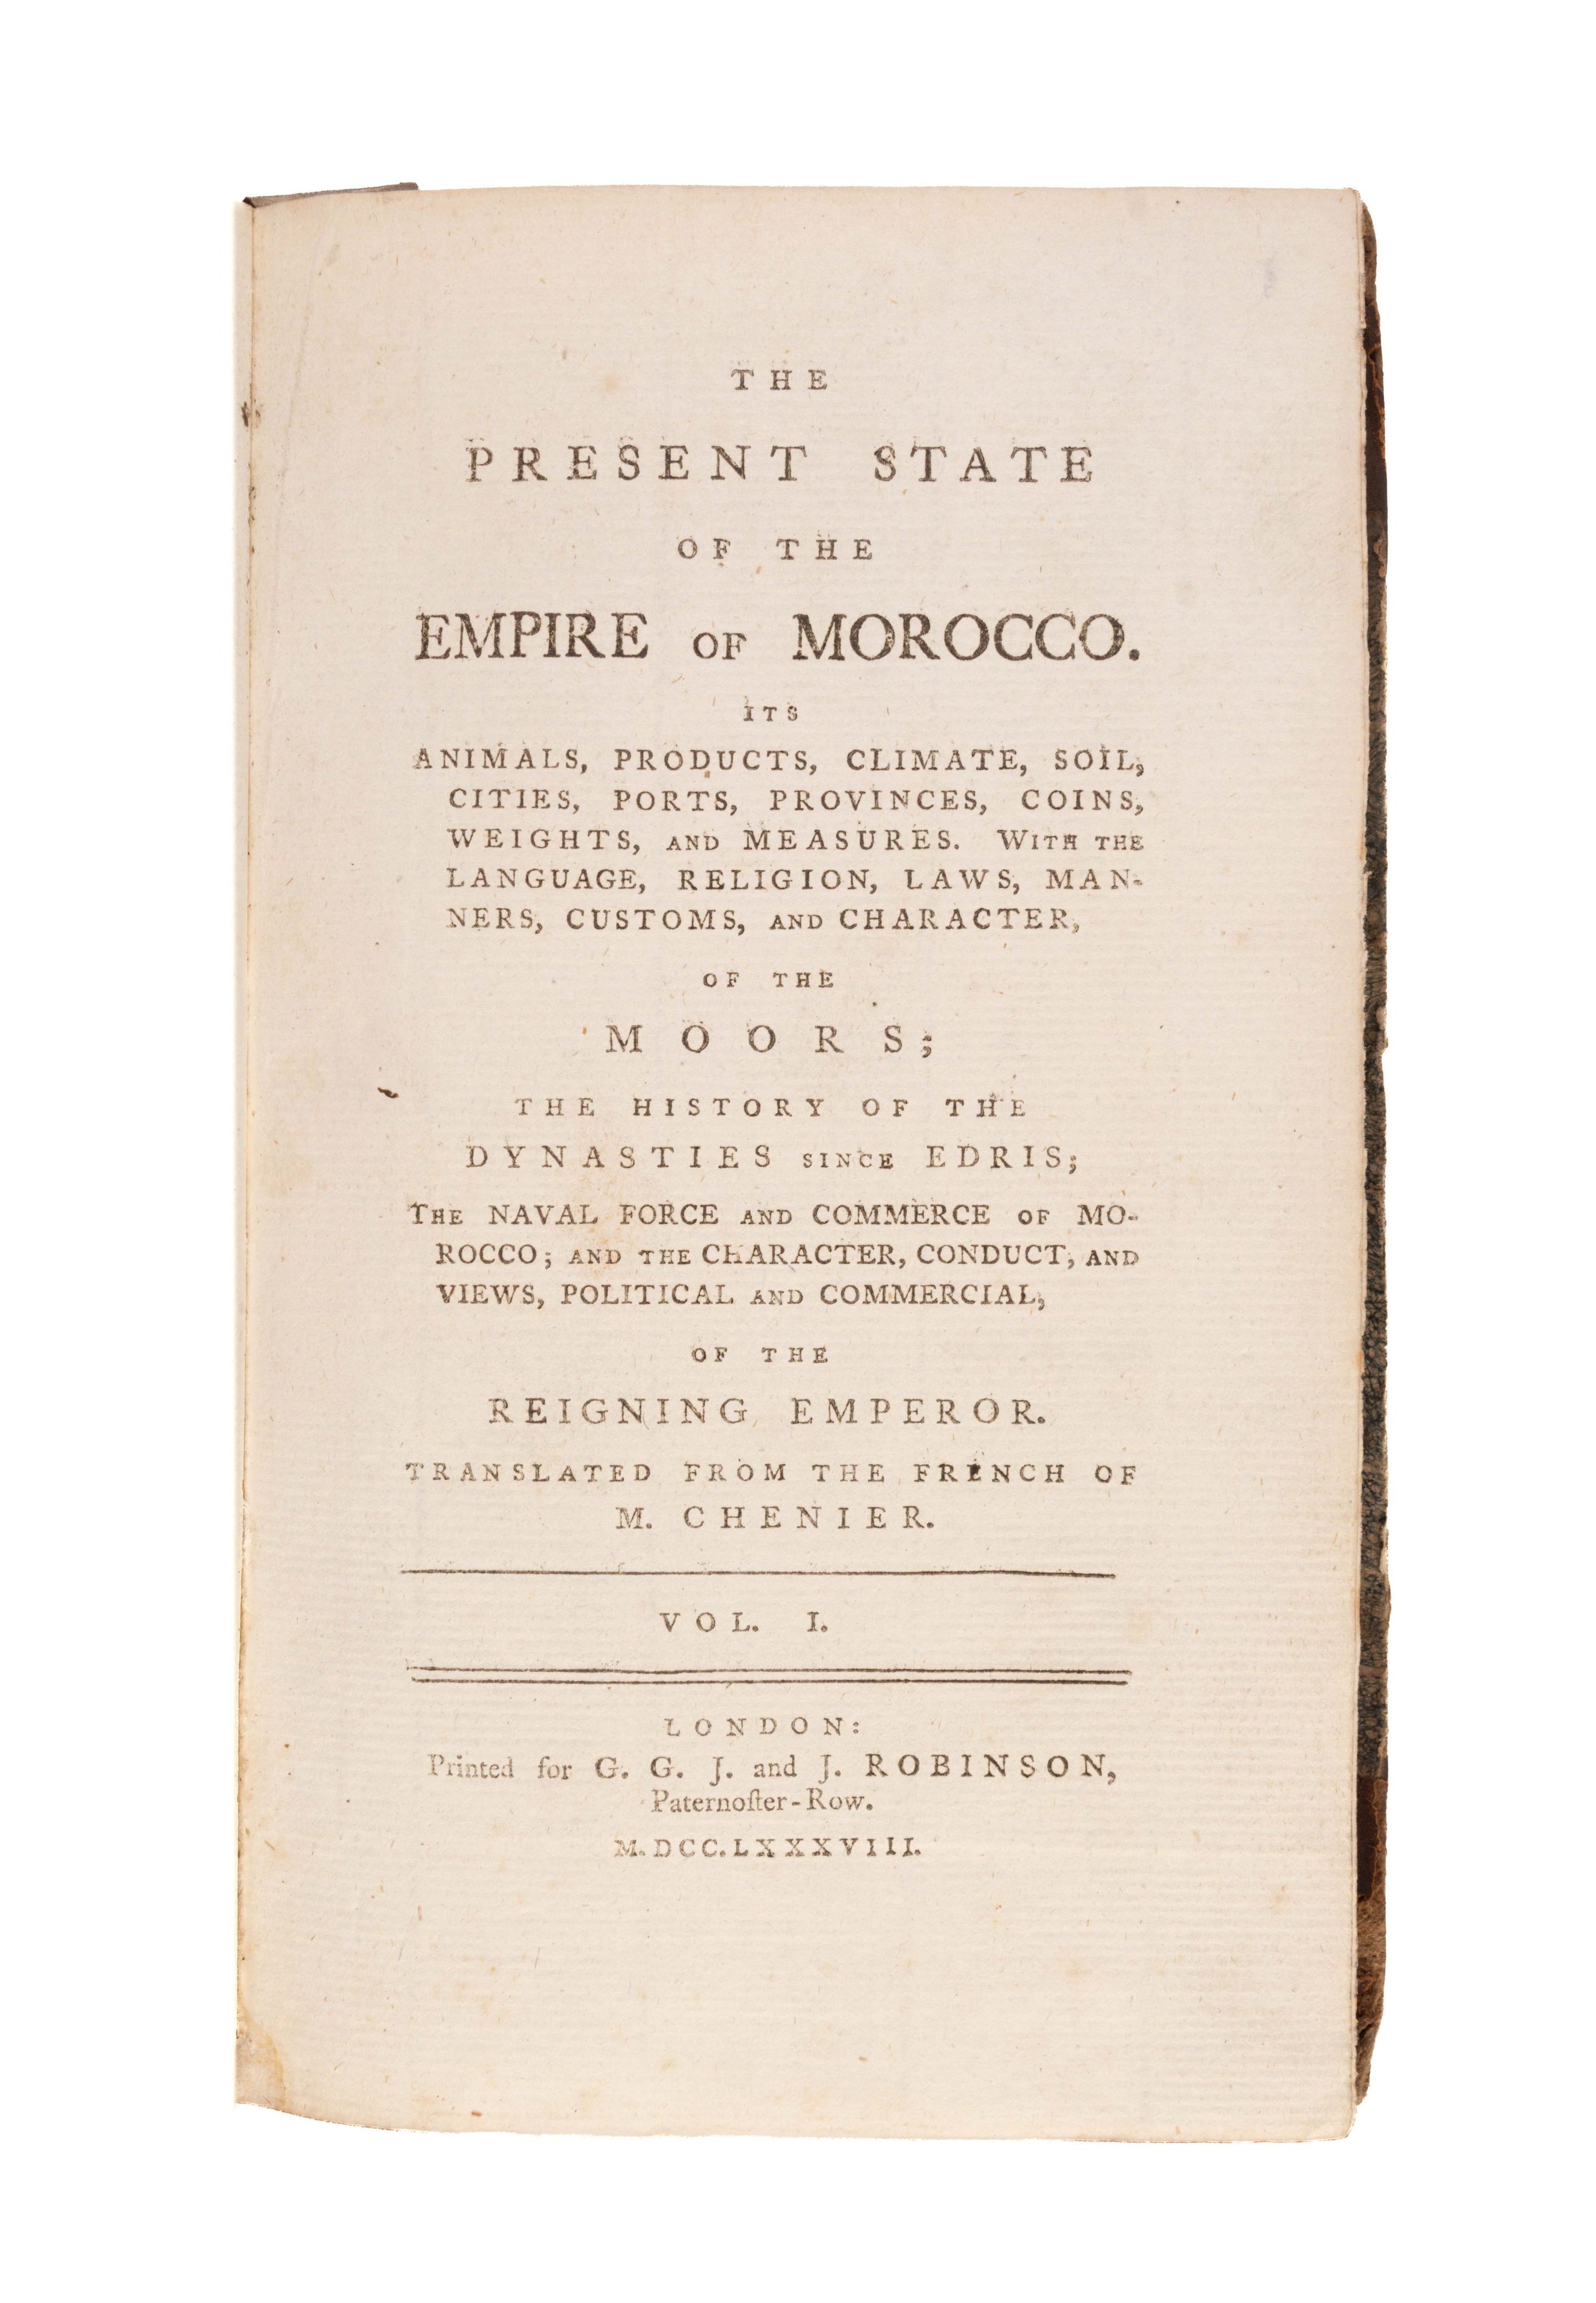 THE
PRESENT STATE
OF THE
EMPIRE OF MOROCCO.
ITS
ANIMALS, PRODUCTS, CLIMATE, SOIL,
CITIES, PORTS, PROVINCES, COINS,
WEIGHTS, AND MEASURES. WITH THE
LANGUAGE, RELIGION, LAWS, MAN-
NERS, CUSTOMS, AND CHARACTER,
OF THE
MOORS;
THE HISTORY OF THE
DYNASTIES SINCE EDRIS;
THE NAVAL FORCE AND COMMERCE OF MO-
ROCCO; AND THE CHARACTER, CONDUCT, AND
VIEWS, POLITICAL AND COMMERCIAL,
OF THE
REIGNING EMPEROR.
TRANSLATED FROM THE FRENCH OF
M. CHENIER.
VOL. I.
LONDON:
Printed for G. G. J. and J. ROBINSON,
Paternoſter-Row.
M.DCC.LXXXVIII.